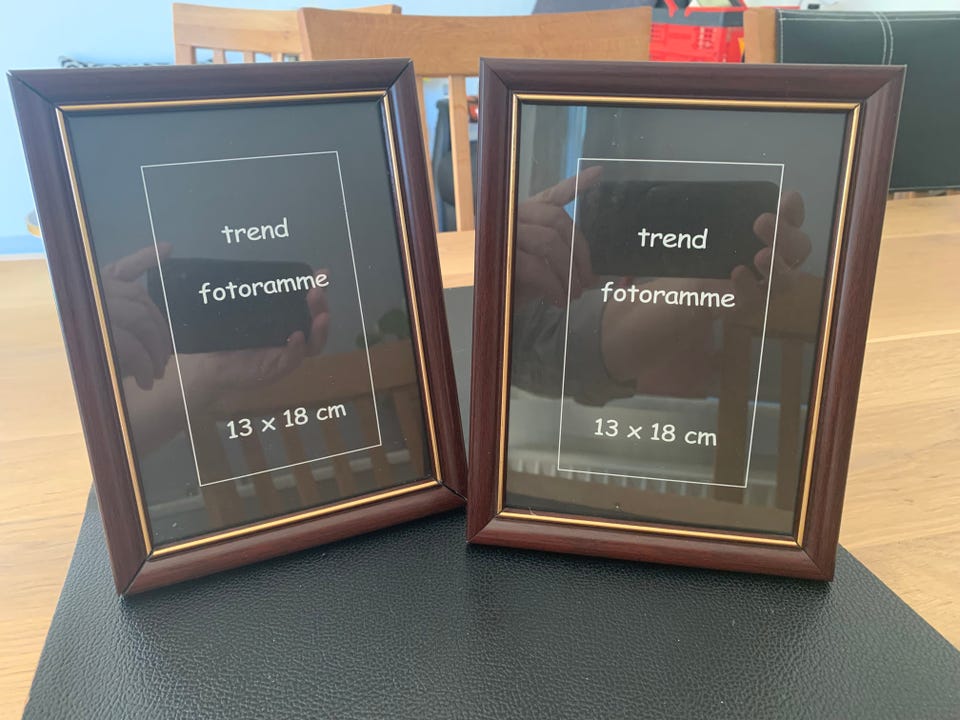 trend
fotoramme
13 x 18 cm
trend
fotoramme
13 x 18 cm